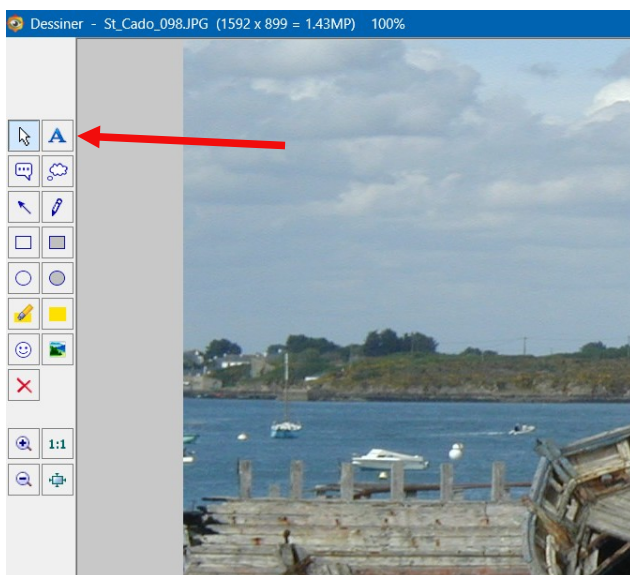 Dessiner - St_Cado_098.JPG (1592 x 899 = 1.43MP) 100%
A
1:1